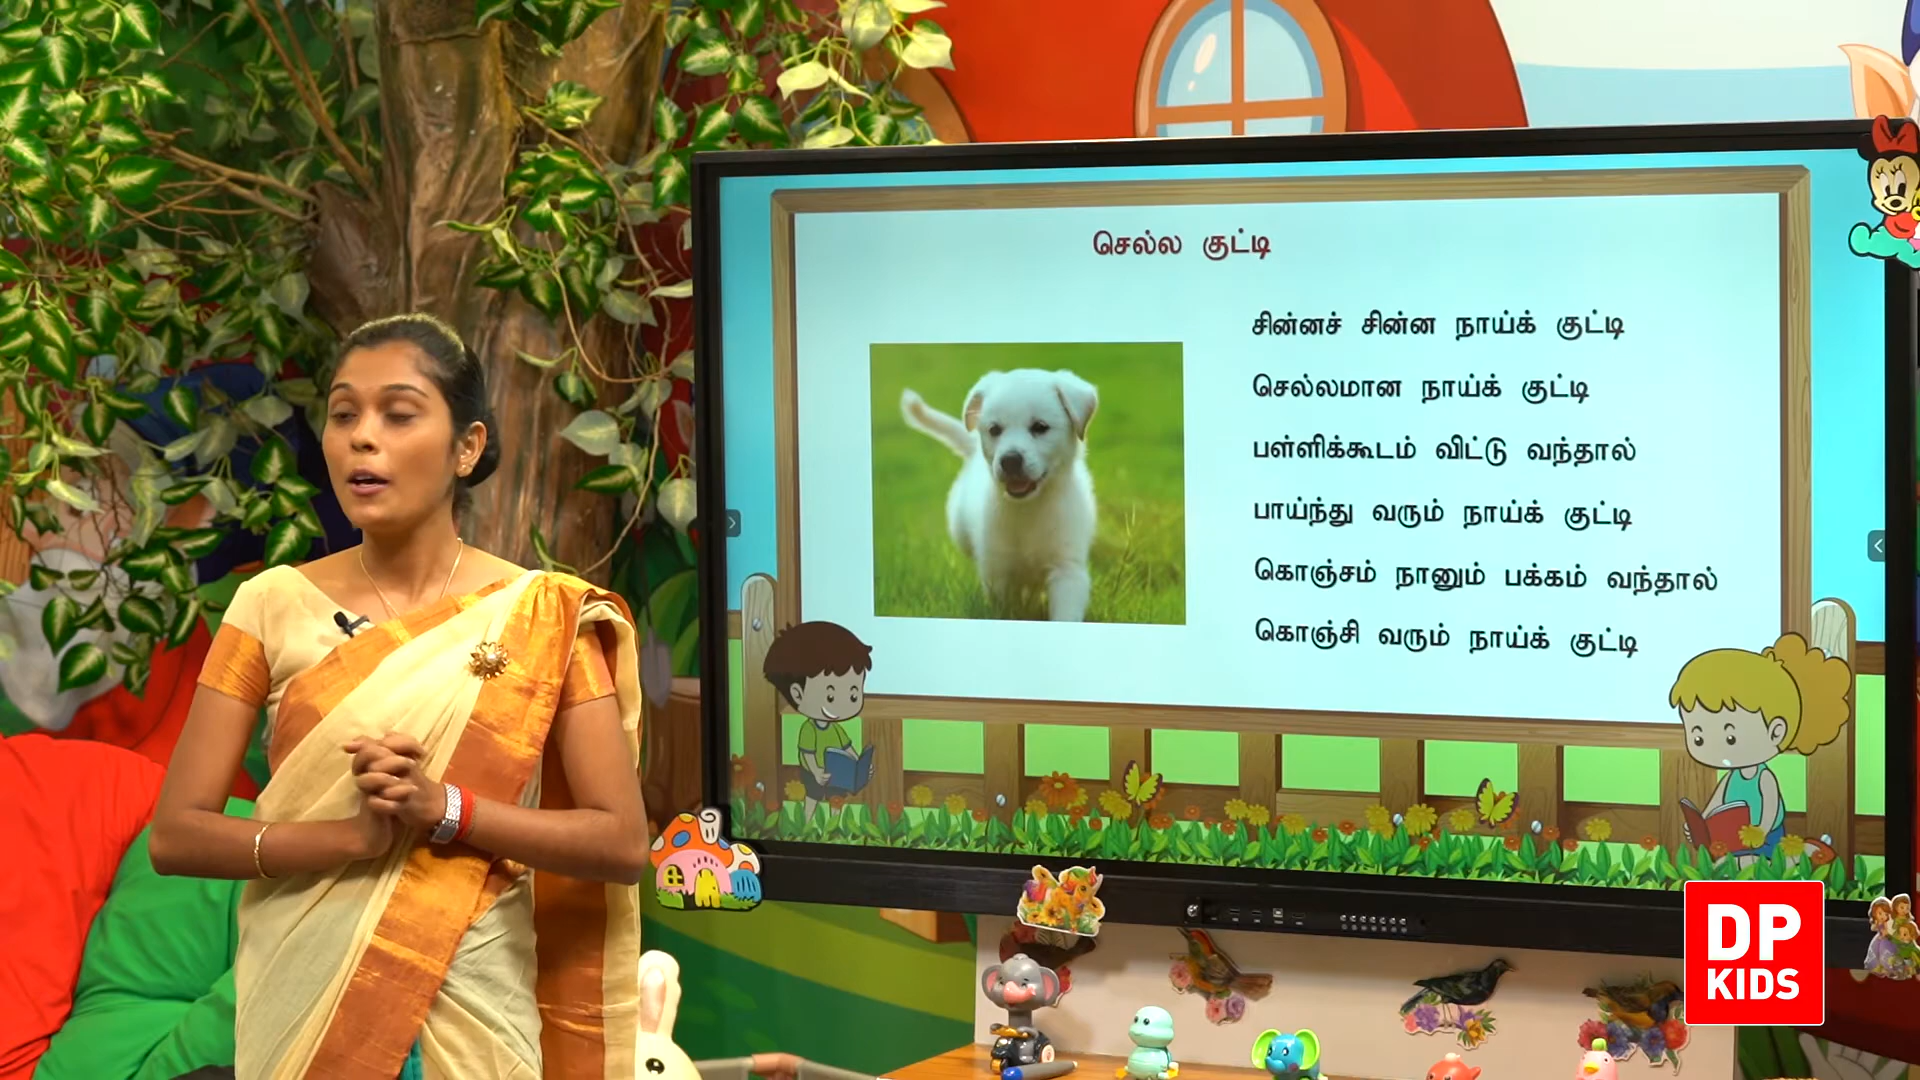 செல்ல குட்டி
சின்னச் சின்ன நாய்க் குட்டி
செல்லமான நாய்க் குட்டி
பள்ளிக்கூடம் விட்டு வந்தால்
பாய்ந்து வரும் நாய்க் குட்டி
கொஞ்சம் நானும் பக்கம் வந்தால்
கொஞ்சி வரும் நாய்க் குட்டி
DP
KIDS